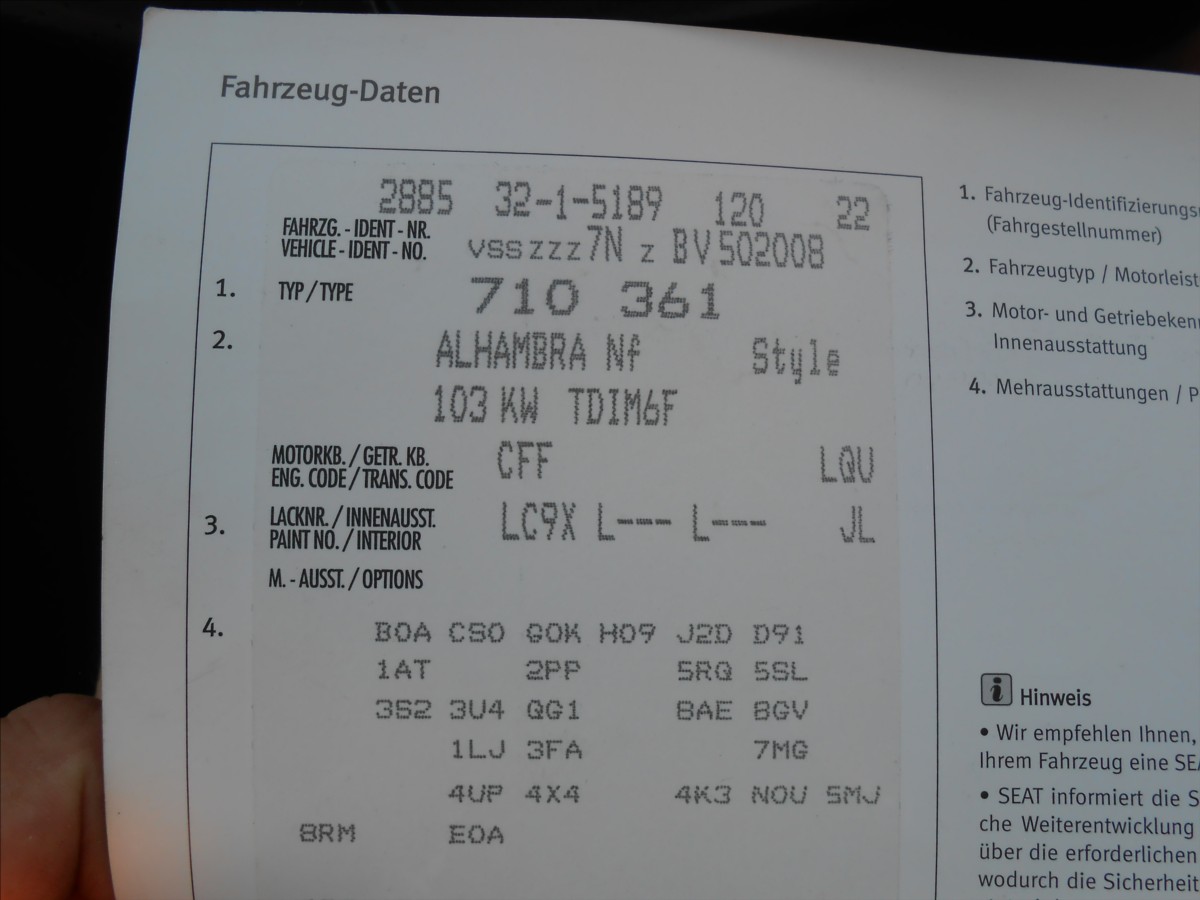 Fahrzeug-Daten
2885 32-1-5189 120 22
FAHRZG. - IDENT - NR.
VEHICLE - IDENT - NO.
VSSZZZ7N Z BV502008
1. TYP / TYPE 710 361
2. ALHAMBRA Nf Style
103 KW TDIM6F
MOTORKB. / GETR. KB.
ENG. CODE / TRANS. CODE
CFF LQU
3. LACKNR. / INNENAUSST.
PAINT NO. / INTERIOR
LC9X L--- L--- JL
M. - AUSST. / OPTIONS
4. B0A C50 G0K H09 J2D D91
1AT 2PP 5RQ 5SL
3S2 3U4 QG1 8AE 8GV
1LJ 3FA 7MG
4UP 4X4 4K3 N0U 5MJ
8RM E0A
1. Fahrzeug-Identifizierungs
(Fahrgestellnummer)
2. Fahrzeugtyp / Motorleist
3. Motor- und Getriebeken
Innenausstattung
4. Mehrausstattungen / P
i Hinweis
• Wir empfehlen Ihnen,
Ihrem Fahrzeug eine SEA
• SEAT informiert die S
che Weiterentwicklung
über die erforderlichen
wodurch die Sicherheit